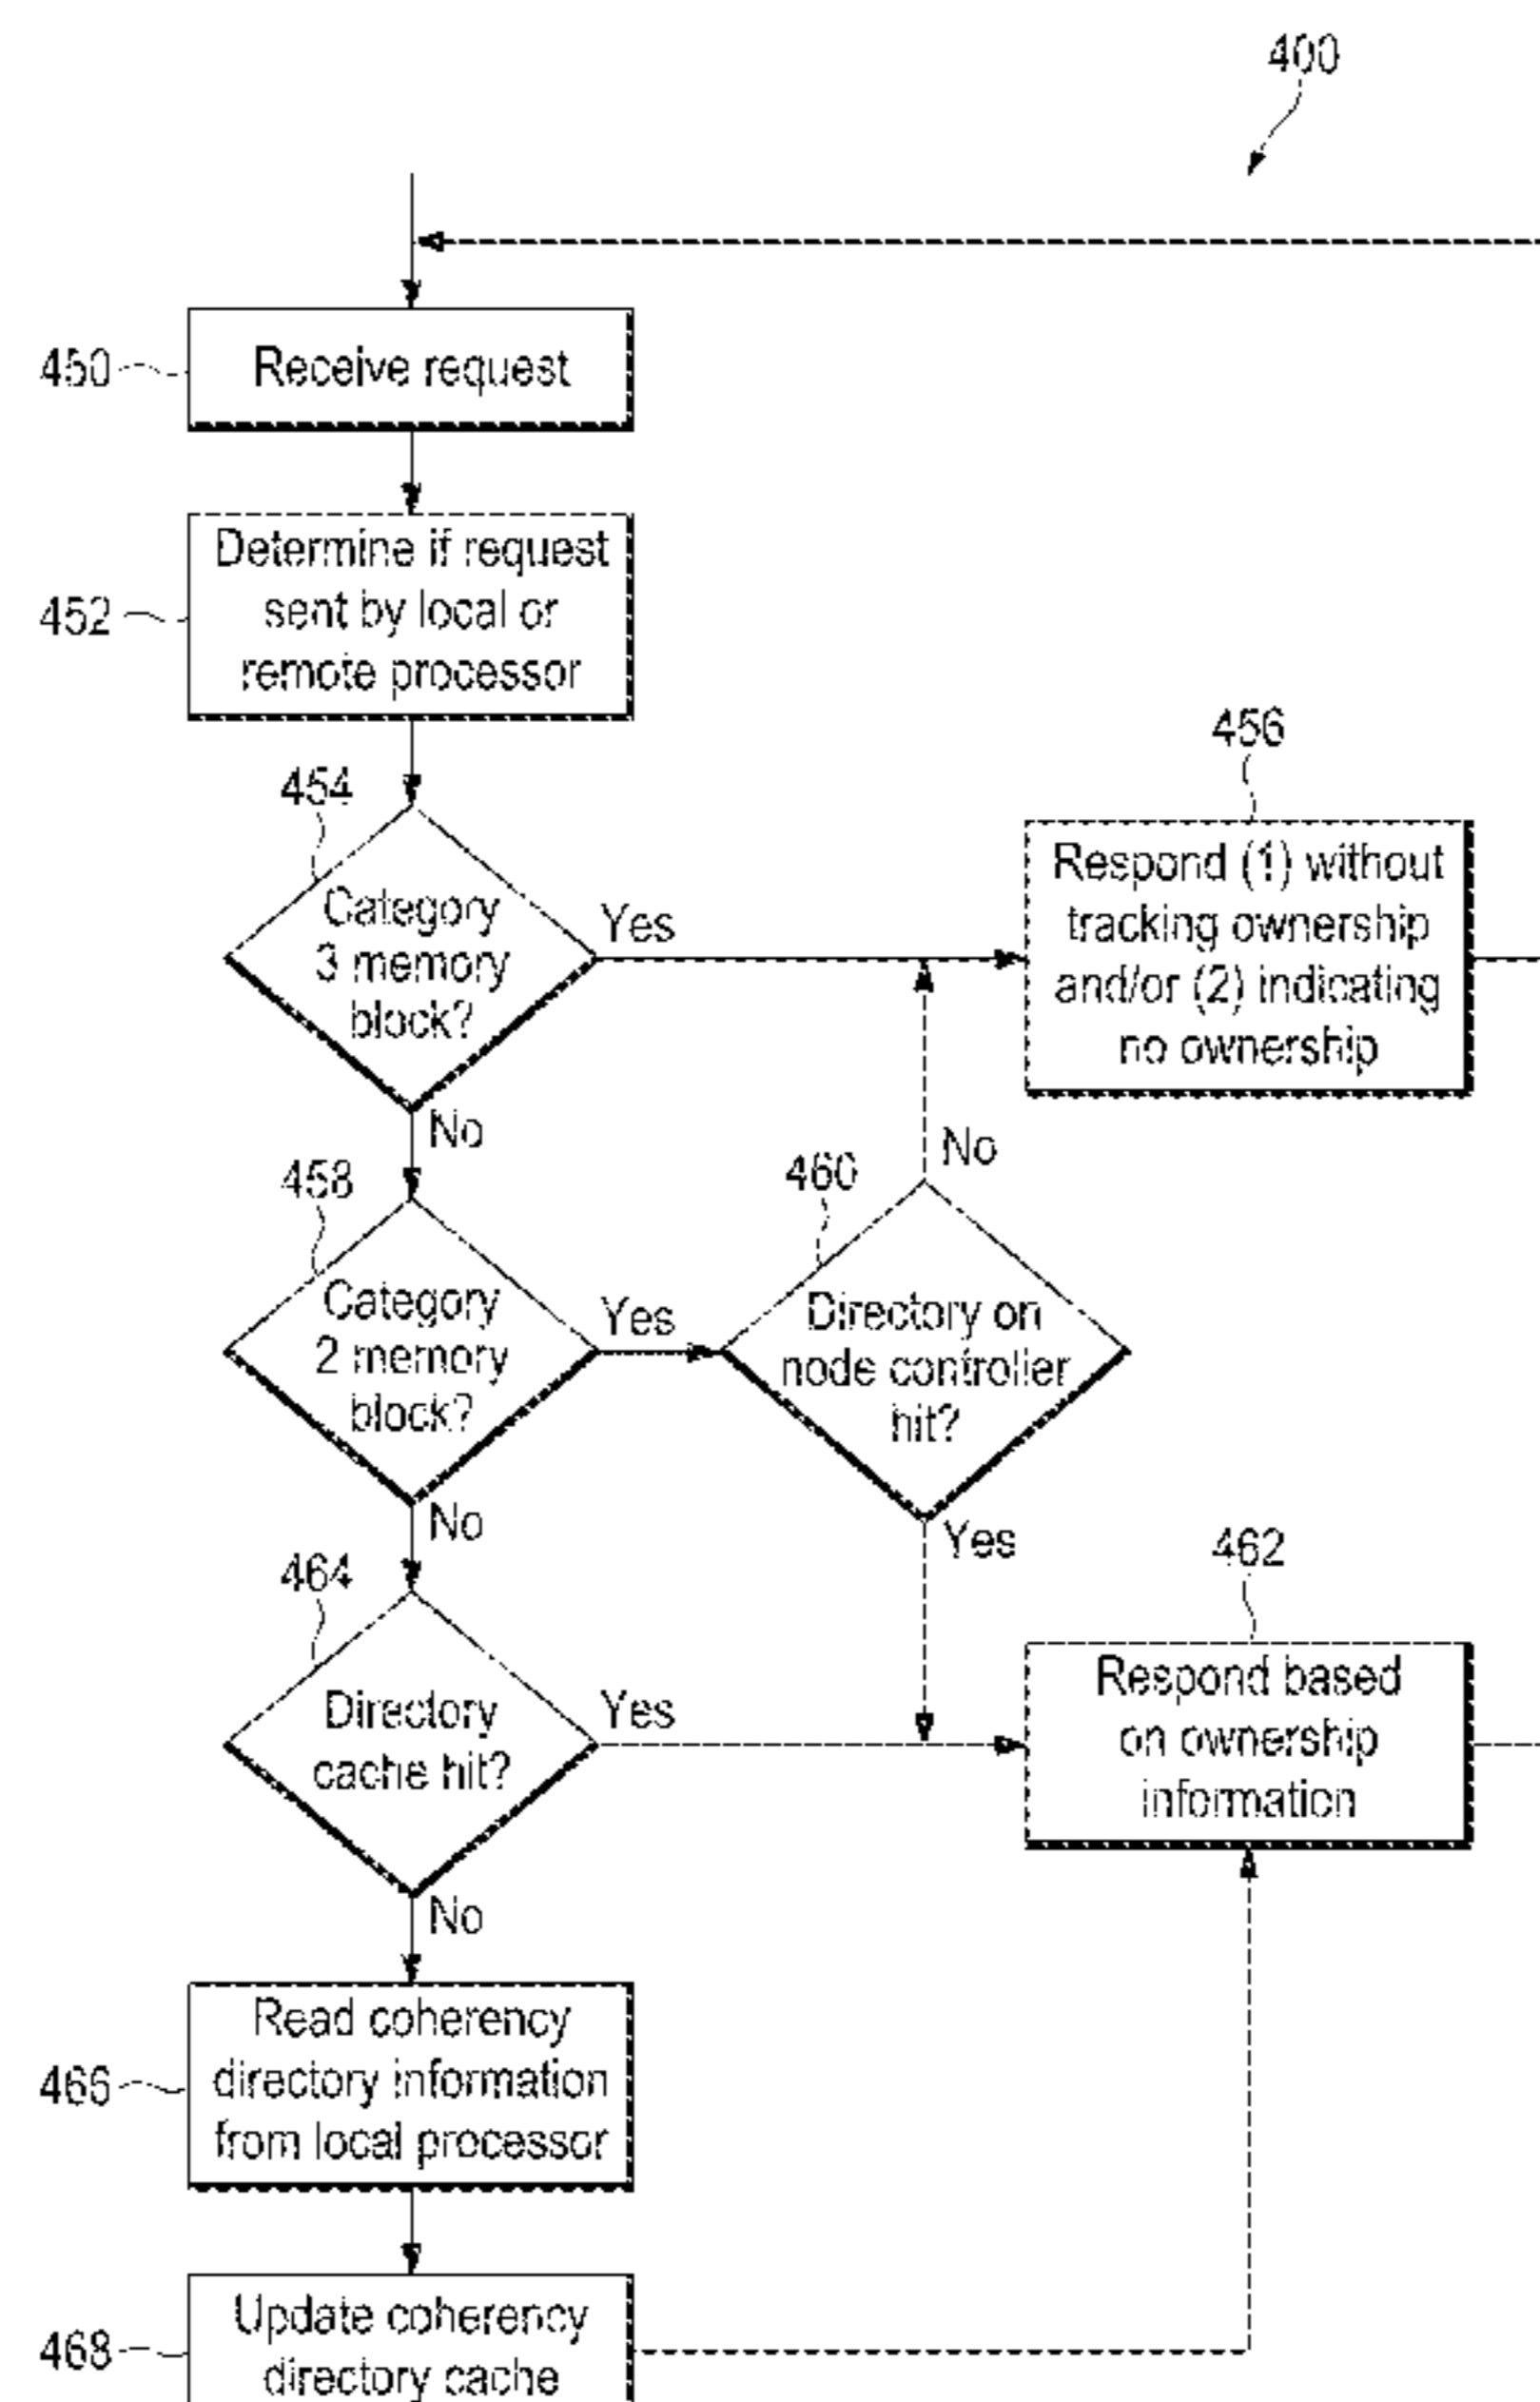 400
450
Receive request
452
Determine if request
sent by local or
remote processor
454
Category
3 memory
block?
Yes
No
456
Respond (1) without
tracking ownership
and/or (2) indicating
no ownership
458
Category
2 memory
block?
Yes
No
460
Directory on
node controller
hit?
No
Yes
462
Respond based
on ownership
information
464
Directory
cache hit?
Yes
No
466
Read coherency
directory information
from local processor
468
Update coherency
directory cache